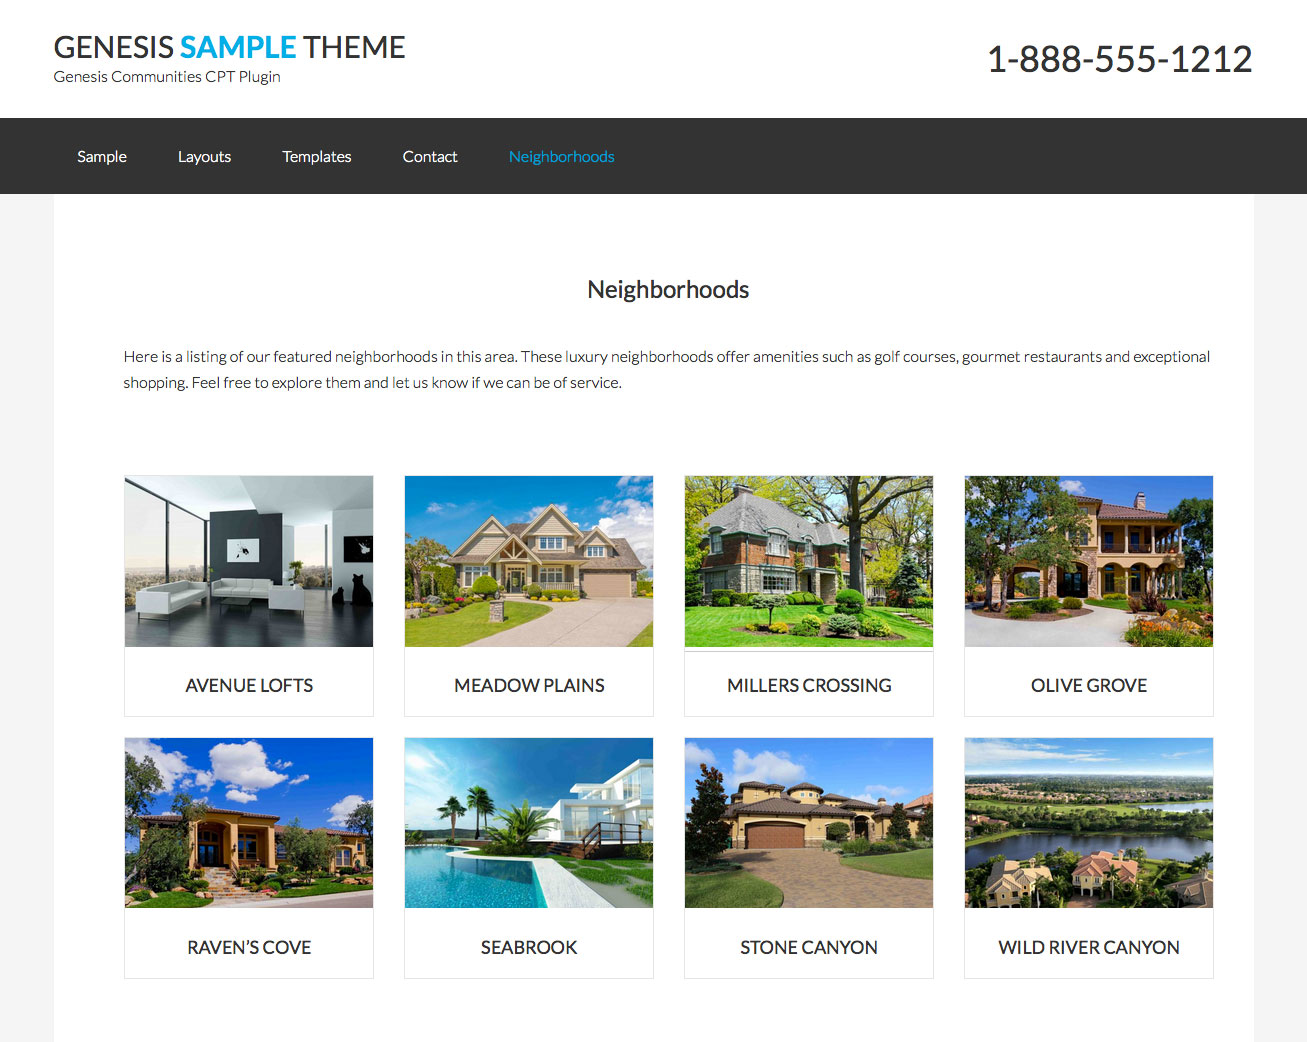 GENESIS SAMPLE THEME
Genesis Communities CPT Plugin
1-888-555-1212
Sample
Layouts
Templates
Contact
Neighborhoods
Neighborhoods
Here is a listing of our featured neighborhoods in this area. These luxury neighborhoods offer amenities such as golf courses, gourmet restaurants and exceptional
shopping. Feel free to explore them and let us know if we can be of service.
AVENUE LOFTS
MEADOW PLAINS
MILLERS CROSSING
OLIVE GROVE
RAVEN’S COVE
SEABROOK
STONE CANYON
WILD RIVER CANYON